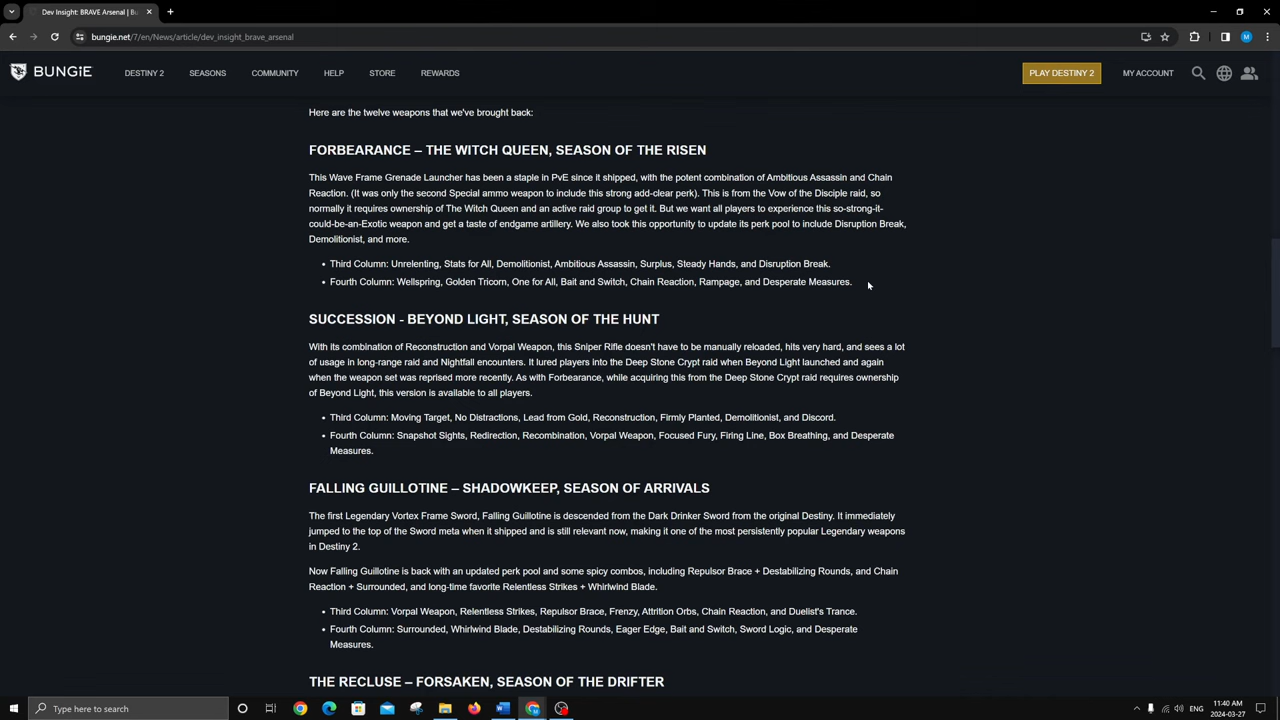 Dev Insight: BRAVE Arsenal | Bu
bungie.net/7/en/News/article/dev_insight_brave_arsenal
M
BUNGiE
DESTINY 2
SEASONS
COMMUNITY
HELP
STORE
REWARDS
PLAY DESTINY 2
MY ACCOUNT
Here are the twelve weapons that we've brought back:
FORBEARANCE – THE WITCH QUEEN, SEASON OF THE RISEN
This Wave Frame Grenade Launcher has been a staple in PvE since it shipped, with the potent combination of Ambitious Assassin and Chain
Reaction. (It was only the second Special ammo weapon to include this strong add-clear perk). This is from the Vow of the Disciple raid, so
normally it requires ownership of The Witch Queen and an active raid group to get it. But we want all players to experience this so-strong-it-
could-be-an-Exotic weapon and get a taste of endgame artillery. We also took this opportunity to update its perk pool to include Disruption Break,
Demolitionist, and more.
• Third Column: Unrelenting, Stats for All, Demolitionist, Ambitious Assassin, Surplus, Steady Hands, and Disruption Break.
• Fourth Column: Wellspring, Golden Tricorn, One for All, Bait and Switch, Chain Reaction, Rampage, and Desperate Measures.
SUCCESSION - BEYOND LIGHT, SEASON OF THE HUNT
With its combination of Reconstruction and Vorpal Weapon, this Sniper Rifle doesn't have to be manually reloaded, hits very hard, and sees a lot
of usage in long-range raid and Nightfall encounters. It lured players into the Deep Stone Crypt raid when Beyond Light launched and again
when the weapon set was reprised more recently. As with Forbearance, while acquiring this from the Deep Stone Crypt raid requires ownership
of Beyond Light, this version is available to all players.
• Third Column: Moving Target, No Distractions, Lead from Gold, Reconstruction, Firmly Planted, Demolitionist, and Discord.
• Fourth Column: Snapshot Sights, Redirection, Recombination, Vorpal Weapon, Focused Fury, Firing Line, Box Breathing, and Desperate
Measures.
FALLING GUILLOTINE – SHADOWKEEP, SEASON OF ARRIVALS
The first Legendary Vortex Frame Sword, Falling Guillotine is descended from the Dark Drinker Sword from the original Destiny. It immediately
jumped to the top of the Sword meta when it shipped and is still relevant now, making it one of the most persistently popular Legendary weapons
in Destiny 2.
Now Falling Guillotine is back with an updated perk pool and some spicy combos, including Repulsor Brace + Destabilizing Rounds, and Chain
Reaction + Surrounded, and long-time favorite Relentless Strikes + Whirlwind Blade.
• Third Column: Vorpal Weapon, Relentless Strikes, Repulsor Brace, Frenzy, Attrition Orbs, Chain Reaction, and Duelist's Trance.
• Fourth Column: Surrounded, Whirlwind Blade, Destabilizing Rounds, Eager Edge, Bait and Switch, Sword Logic, and Desperate
Measures.
THE RECLUSE – FORSAKEN, SEASON OF THE DRIFTER
Type here to search
ENG
11:40 AM
2024-03-27